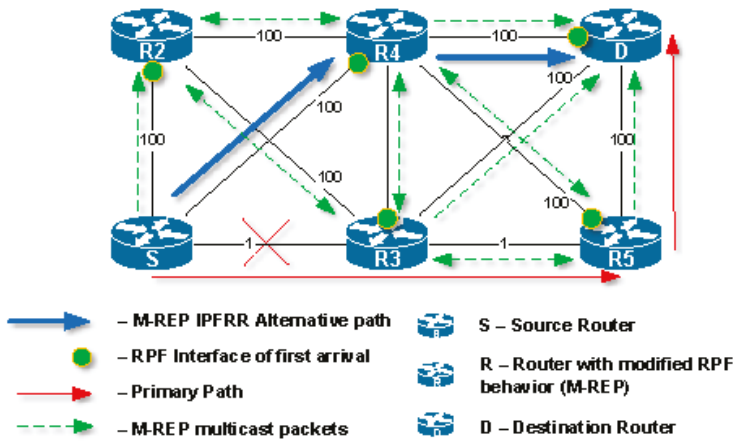 R2
100
R4
100
D
100
100
100
100
100
100
S
1
R3
1
R5
– M-REP IPFRR Alternative path
– RPF Interface of first arrival
– Primary Path
– M-REP multicast packets
S – Source Router
R – Router with modified RPF
behavior (M-REP)
D – Destination Router